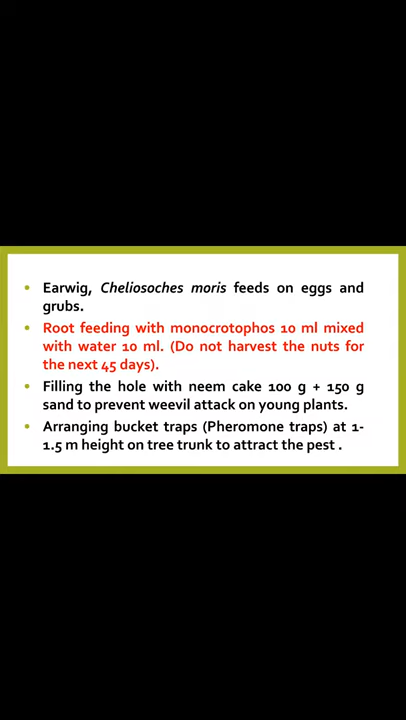 • Earwig, Cheliosoches moris feeds on eggs and
grubs.
• Root feeding with monocrotophos 10 ml mixed
with water 10 ml. (Do not harvest the nuts for
the next 45 days).
• Filling the hole with neem cake 100 g + 150 g
sand to prevent weevil attack on young plants.
• Arranging bucket traps (Pheromone traps) at 1-
1.5 m height on tree trunk to attract the pest .